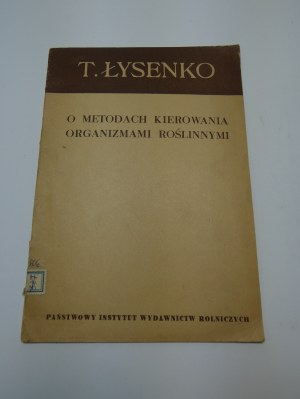 T. ŁYSENKO
O METODACH KIEROWANIA
ORGANIZMAMI ROŚLINNYMI
PAŃSTWOWY INSTYTUT WYDAWNICTW ROLNICZYCH